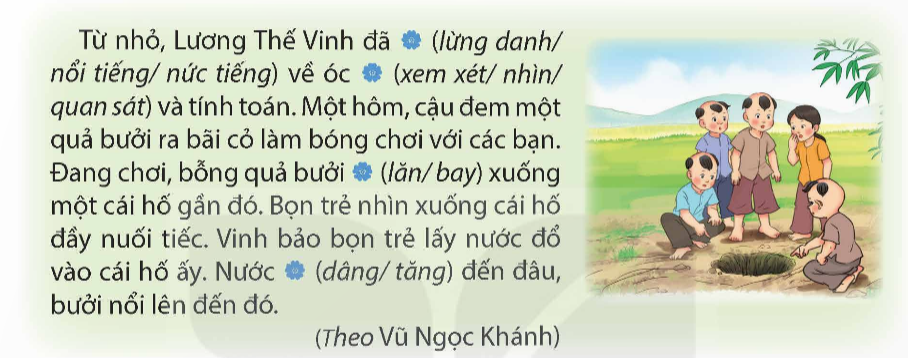 Từ nhỏ, Lương Thế Vinh đã (lừng danh/
nổi tiếng/ nức tiếng) về óc (xem xét/ nhìn/
quan sát) và tính toán. Một hôm, cậu đem một
quả bưởi ra bãi cỏ làm bóng chơi với các bạn.
Đang chơi, bỗng quả bưởi (lăn/ bay) xuống
một cái hố gần đó. Bọn trẻ nhìn xuống cái hố
đầy nuối tiếc. Vinh bảo bọn trẻ lấy nước đổ
vào cái hố ấy. Nước (dâng/ tăng) đến đâu,
bưởi nổi lên đến đó.
(Theo Vũ Ngọc Khánh)